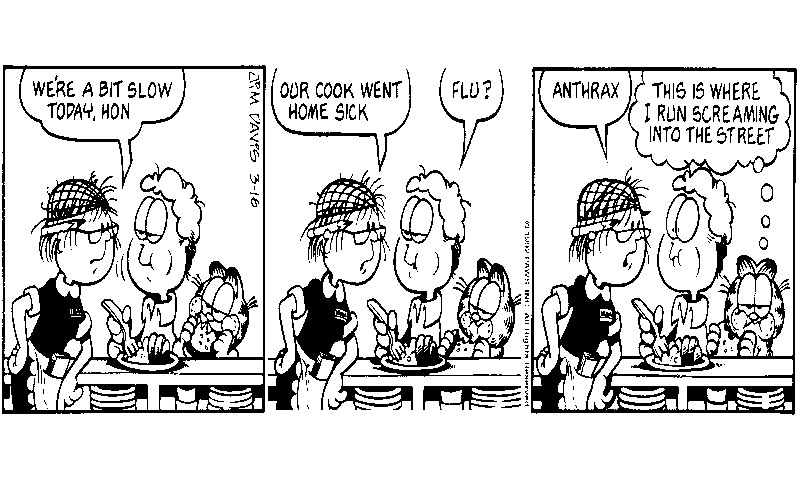 WE'RE A BIT SLOW
TODAY, HON
JIM DAVIS 3-16
OUR COOK WENT
HOME SICK
FLU?
ANTHRAX
THIS IS WHERE
I RUN SCREAMING
INTO THE STREET